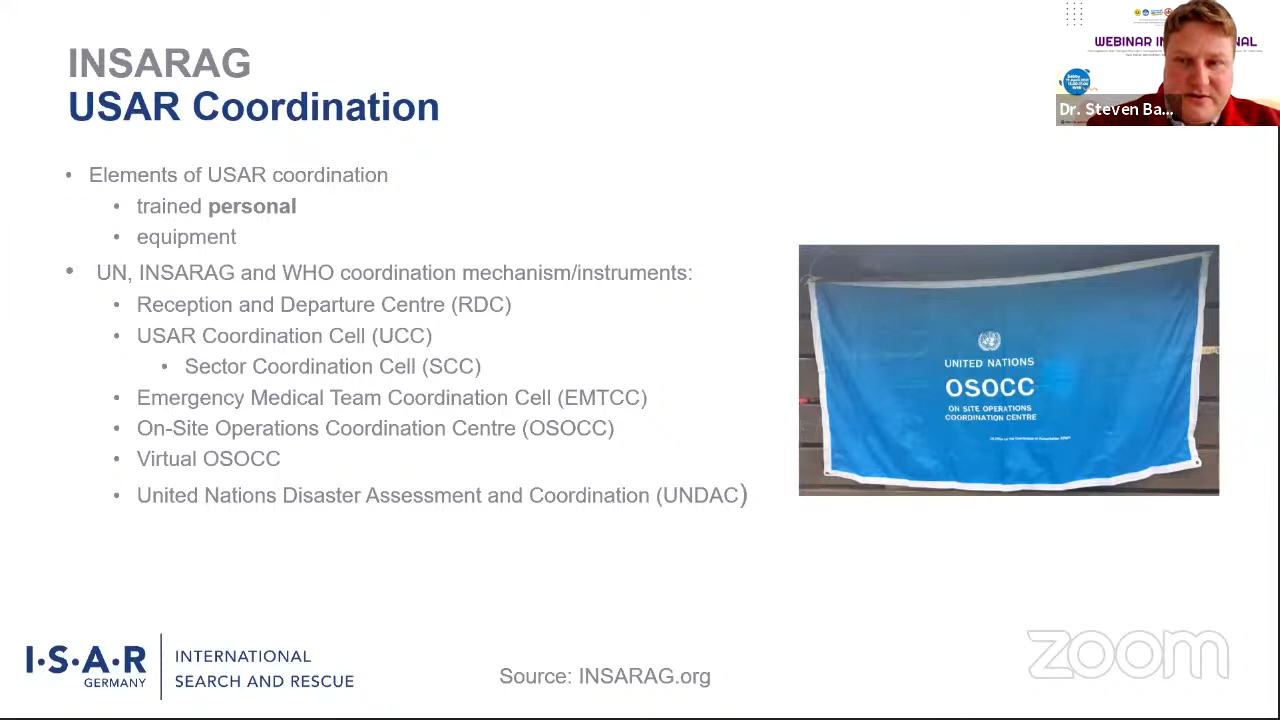 INSARAG
USAR Coordination
• Elements of USAR coordination
• trained personal
• equipment
• UN, INSARAG and WHO coordination mechanism/instruments:
• Reception and Departure Centre (RDC)
• USAR Coordination Cell (UCC)
• Sector Coordination Cell (SCC)
• Emergency Medical Team Coordination Cell (EMTCC)
• On-Site Operations Coordination Centre (OSOCC)
• Virtual OSOCC
• United Nations Disaster Assessment and Coordination (UNDAC)
UNITED NATIONS
OSOCC
ON SITE OPERATIONS
COORDINATION CENTRE
WEBINAR IN
NAL
Dr. Steven Ba...
I·S·A·R
GERMANY
INTERNATIONAL
SEARCH AND RESCUE
Source: INSARAG.org
zoom